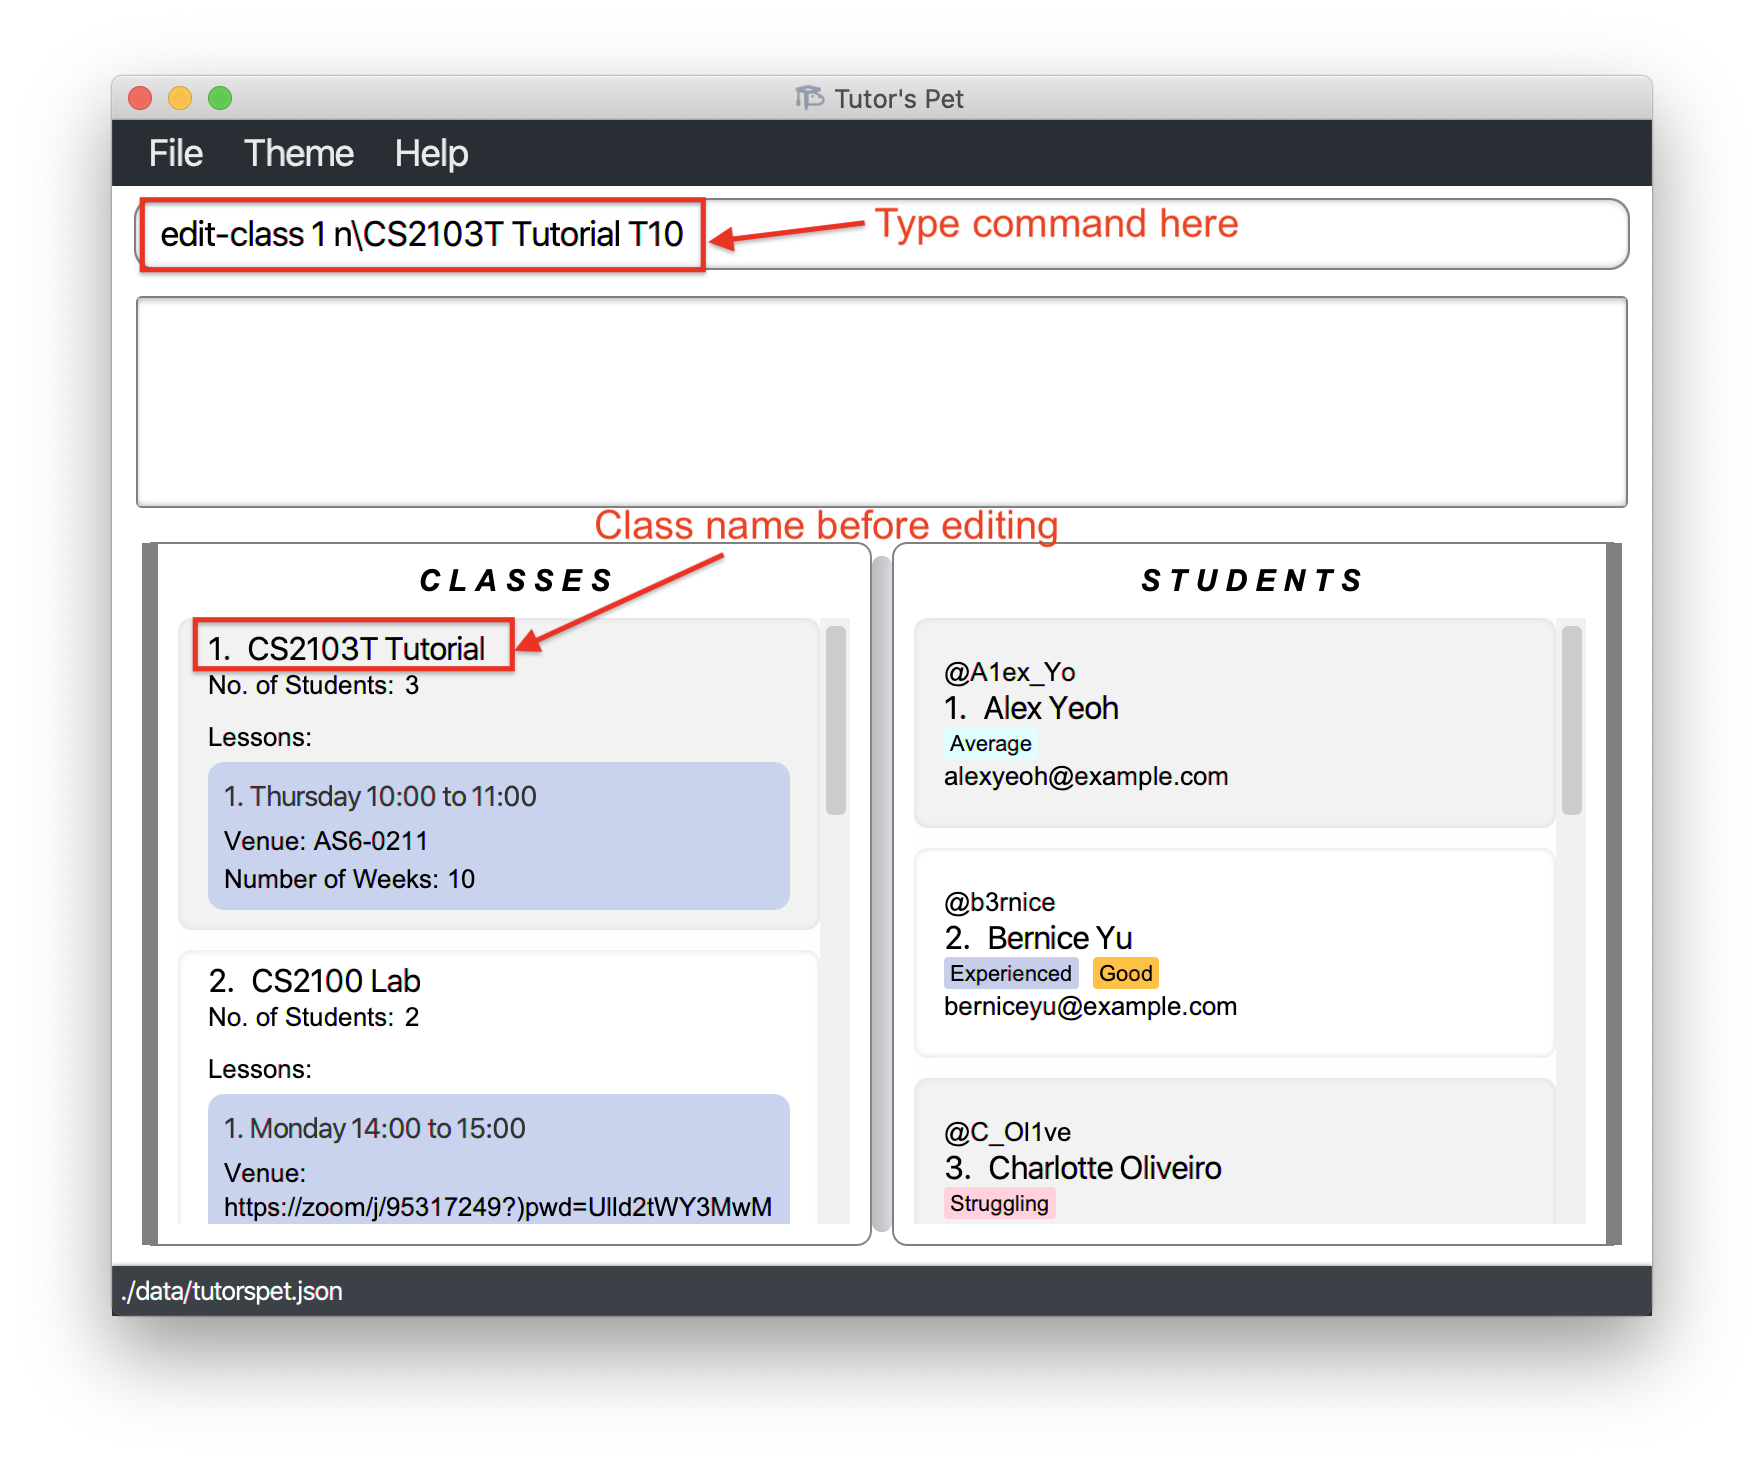 Tutor's Pet
File Theme Help
edit-class 1 n\CS2103T Tutorial T10
Type command here
Class name before editing
CLASSES
1. CS2103T Tutorial
No. of Students: 3
Lessons:
1. Thursday 10:00 to 11:00
Venue: AS6-0211
Number of Weeks: 10
2. CS2100 Lab
No. of Students: 2
Lessons:
1. Monday 14:00 to 15:00
Venue:
https://zoom/j/95317249?)pwd=Ulld2tWY3MwM
STUDENTS
@A1ex_Yo
1. Alex Yeoh
Average
alexyeoh@example.com
@b3rnice
2. Bernice Yu
Experienced Good
berniceyu@example.com
@C_Ol1ve
3. Charlotte Oliveiro
Struggling
./data/tutorspet.json